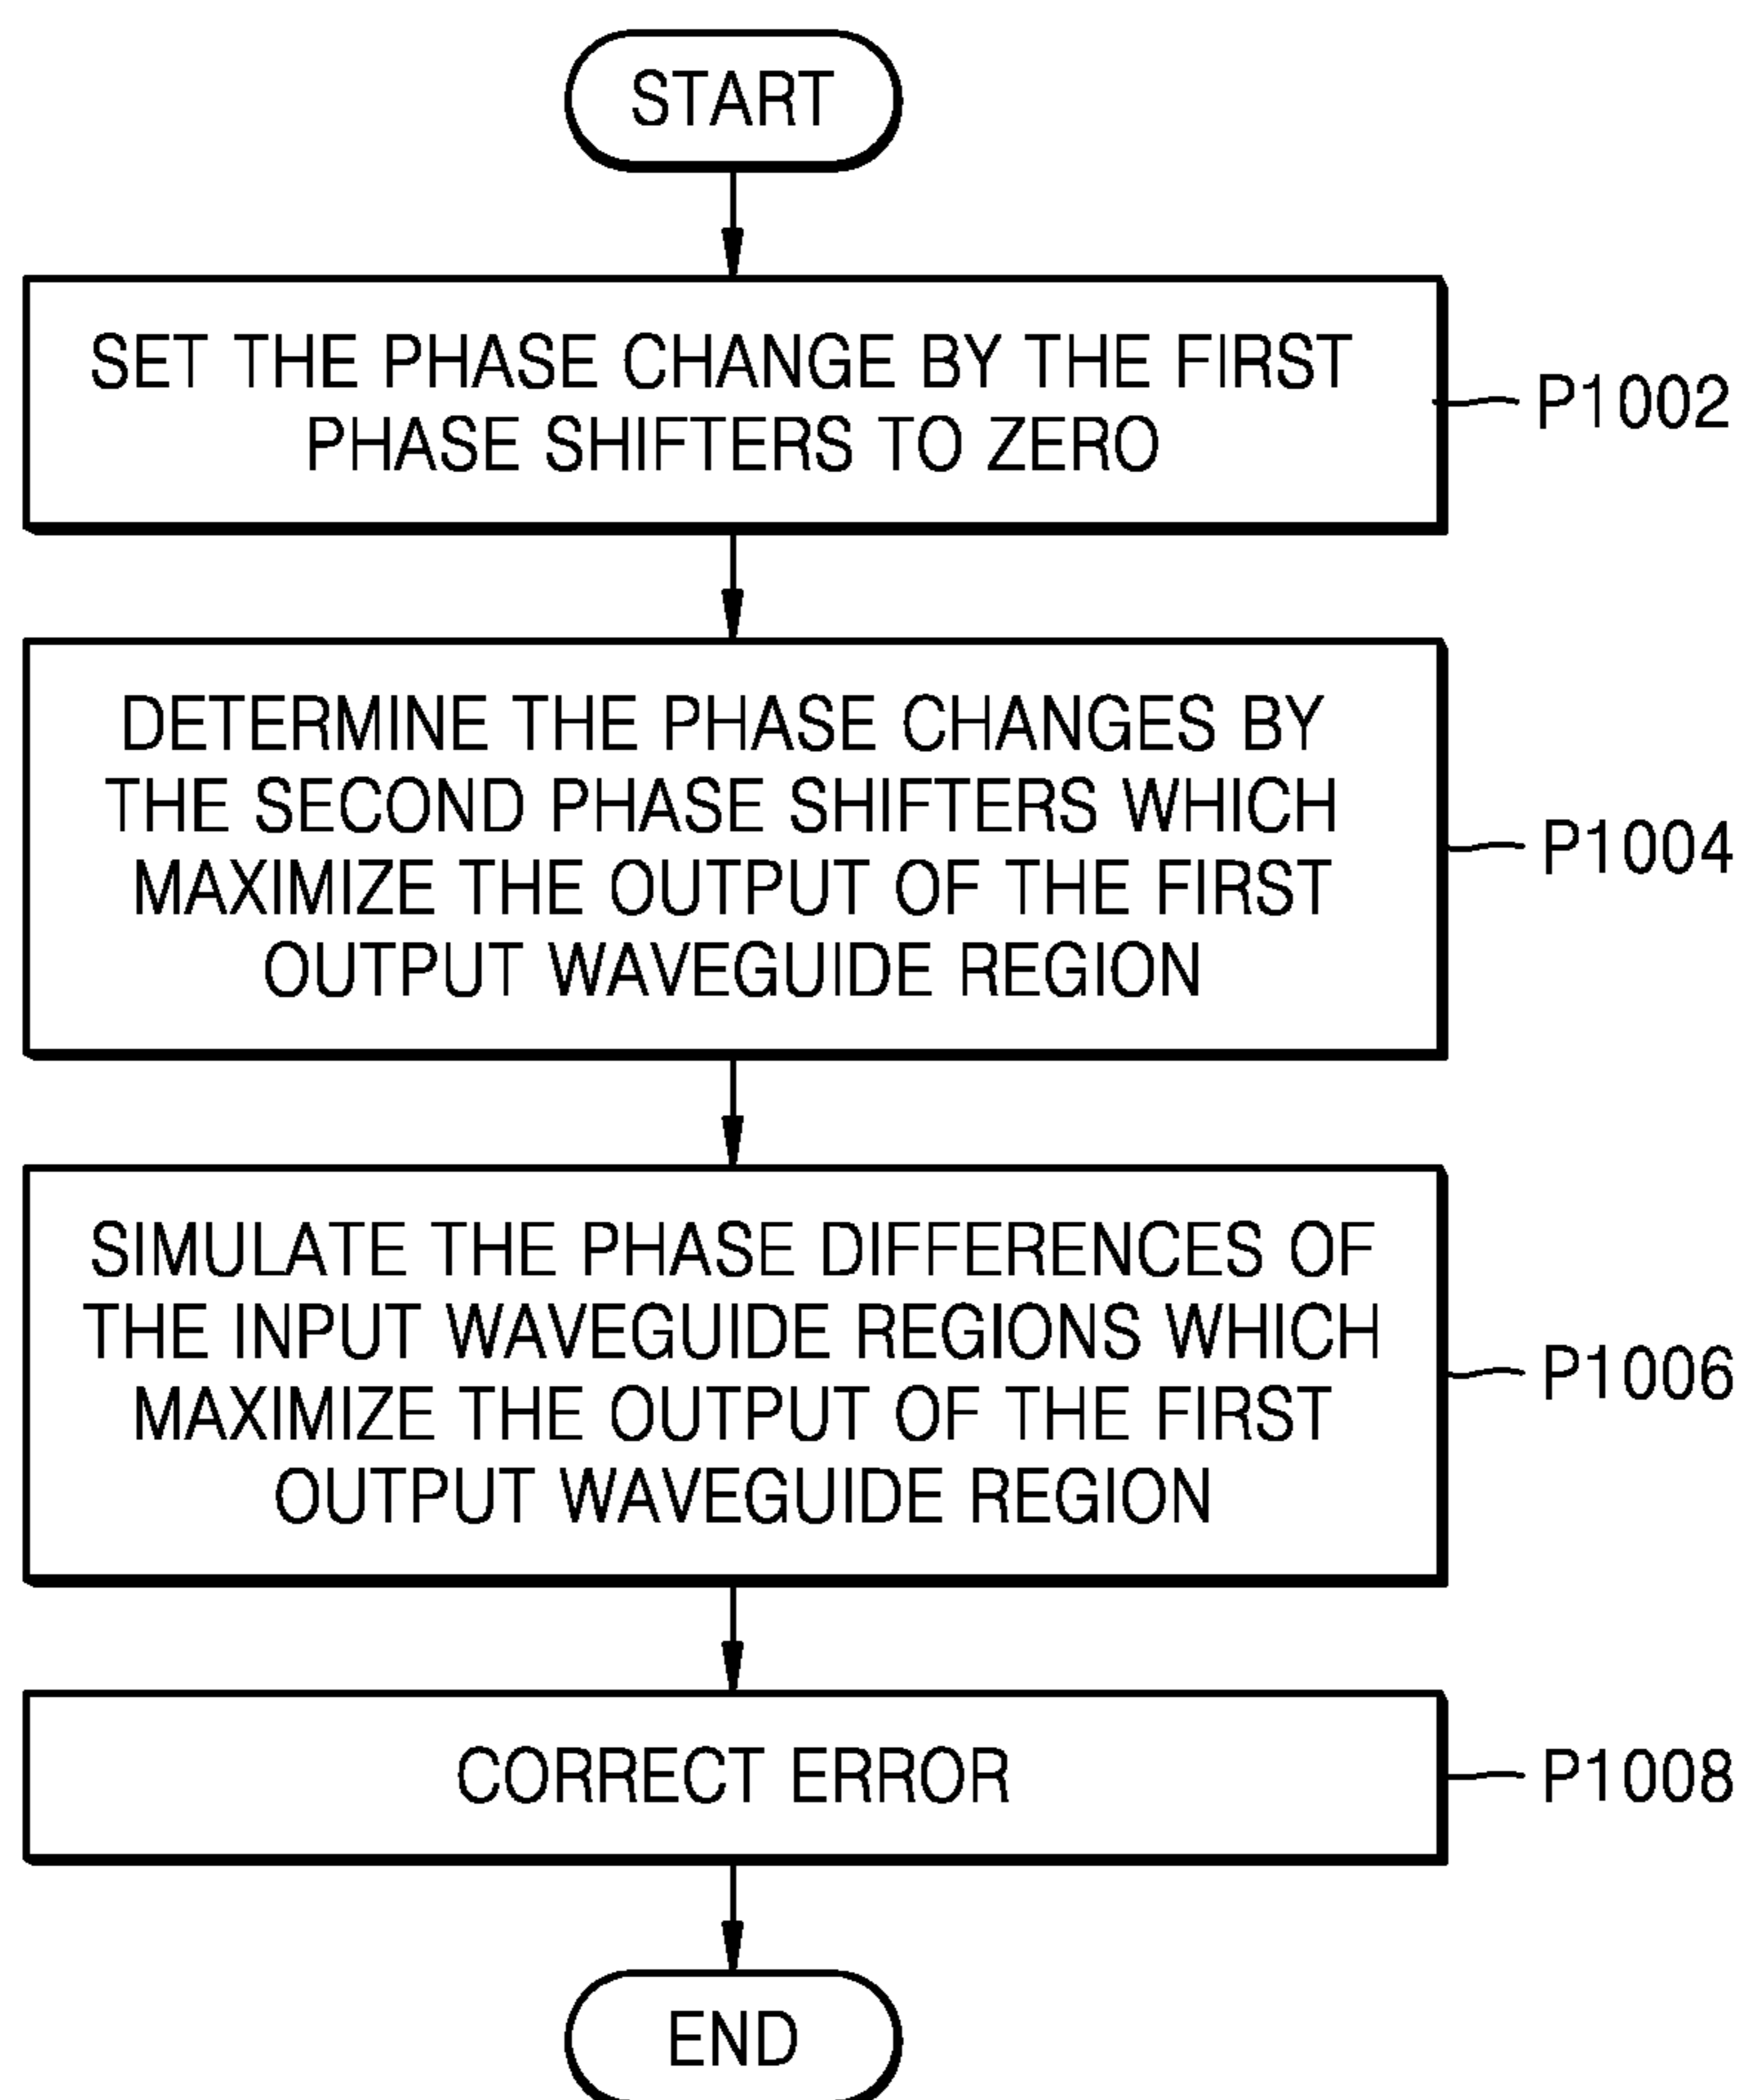 START
SET THE PHASE CHANGE BY THE FIRST
PHASE SHIFTERS TO ZERO
P1002
DETERMINE THE PHASE CHANGES BY
THE SECOND PHASE SHIFTERS WHICH
MAXIMIZE THE OUTPUT OF THE FIRST
OUTPUT WAVEGUIDE REGION
P1004
SIMULATE THE PHASE DIFFERENCES OF
THE INPUT WAVEGUIDE REGIONS WHICH
MAXIMIZE THE OUTPUT OF THE FIRST
OUTPUT WAVEGUIDE REGION
P1006
CORRECT ERROR
P1008
END